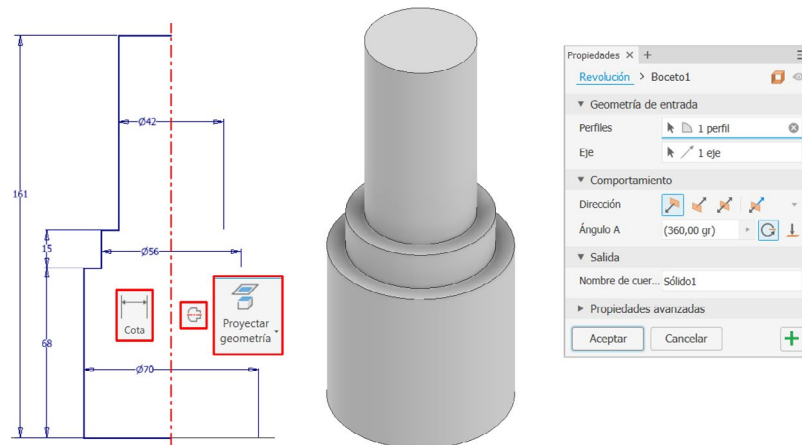 161
Ø42
15
Ø56
Cota
Proyectar
geometría
68
Ø70
Propiedades × +
Revolución > Boceto1
Geometría de entrada
Perfiles 1 perfil
Eje 1 eje
Comportamiento
Dirección
Ángulo A (360,00 gr)
Salida
Nombre de cuer... Sólido1
Propiedades avanzadas
Aceptar Cancelar +